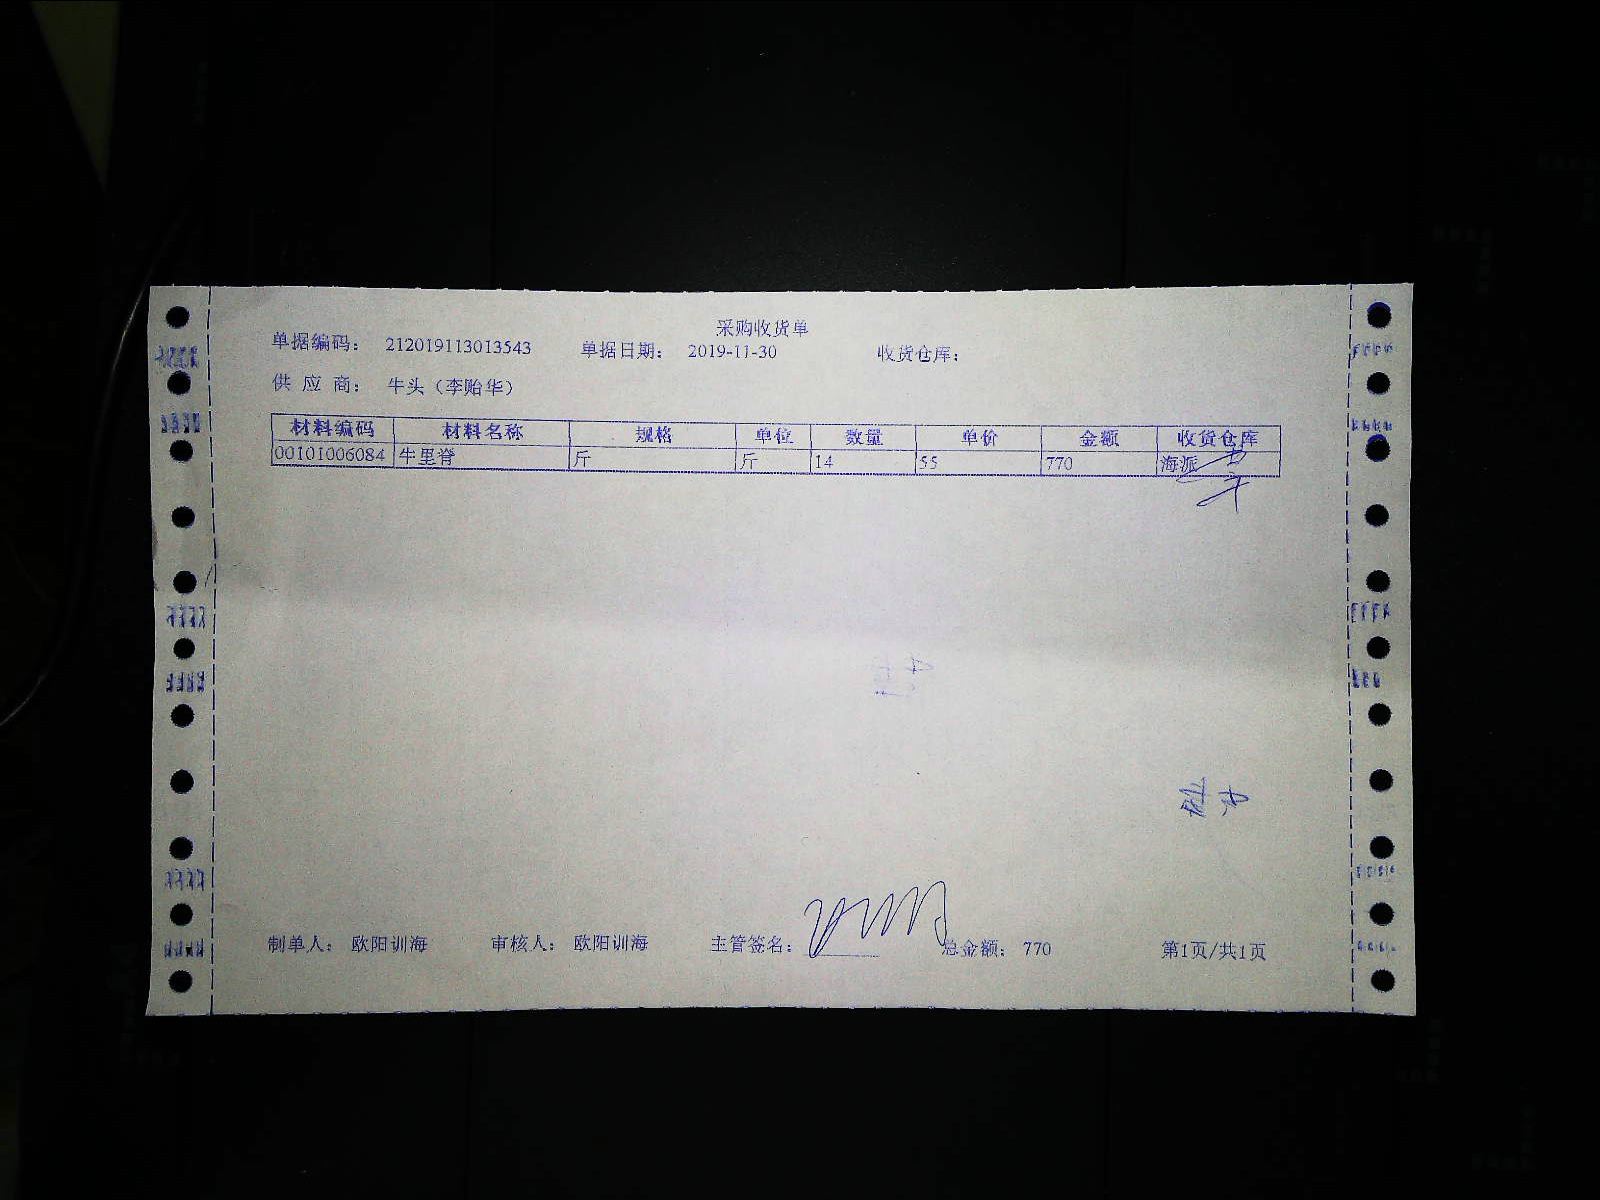 采购收货单
单据编码： 212019113013543 单据日期： 2019-11-30 收货仓库：
供 应 商： 牛头（李贻华）
材料编码 材料名称 规格 单位 数量 单价 金额 收货仓库
00101006084 牛里脊 斤 斤 14 55 770 海派
制单人： 欧阳训海 审核人： 欧阳训海 主管签名： 总金额： 770 第1页/共1页